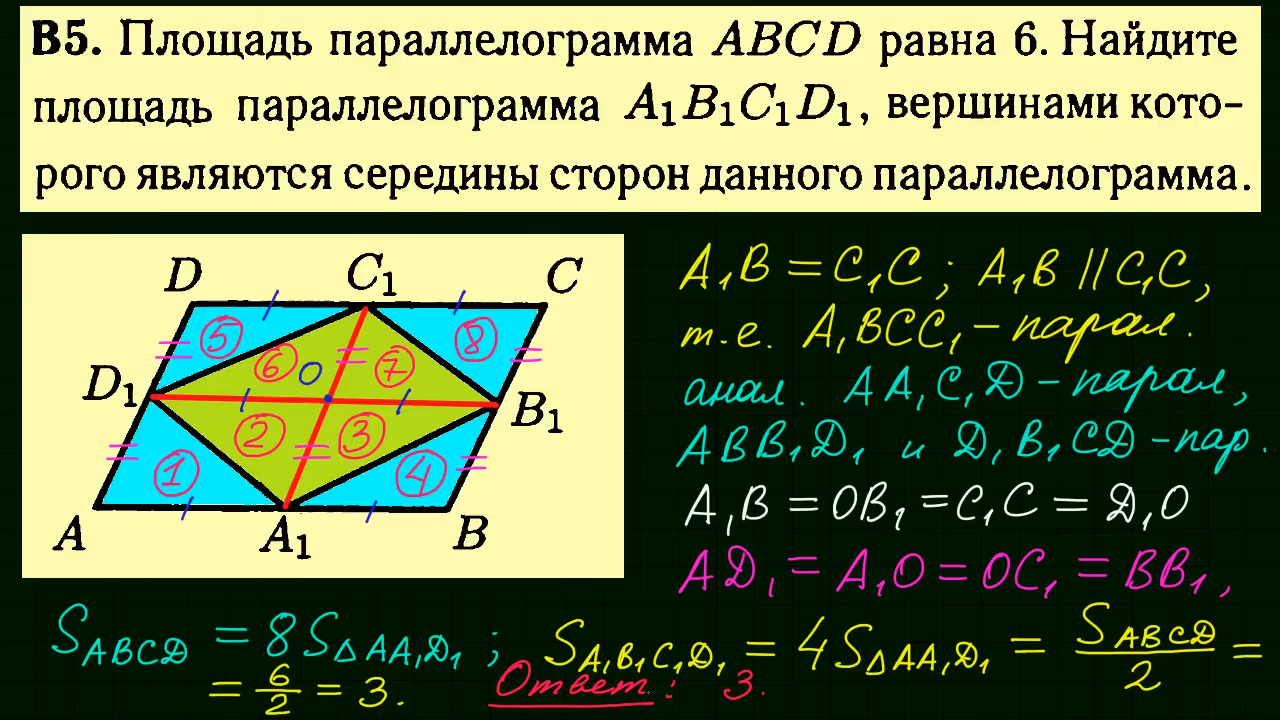 B5. Площадь параллелограмма ABCD равна 6. Найдите
площадь параллелограмма A₁B₁C₁D₁, вершинами кото-
рого являются середины сторон данного параллелограмма.
D C₁ C
5 8
6 O 7
D₁ B₁
2 3
1 4
A A₁ B
A₁B = C₁C ; A₁B || C₁C,
т.е. A₁BCC₁ - парал.
анал. AA₁C₁D - парал,
ABB₁D₁ и D₁B₁CD - пар.
A₁B = OB₁ = C₁C = D₁O
AD₁ = A₁O = OC₁ = BB₁,
S_ABCD = 8S_ΔAA₁D₁ ; S_A₁B₁C₁D₁ = 4S_ΔAA₁D₁ = S_ABCD/2 =
= 6/2 = 3. Ответ: 3.